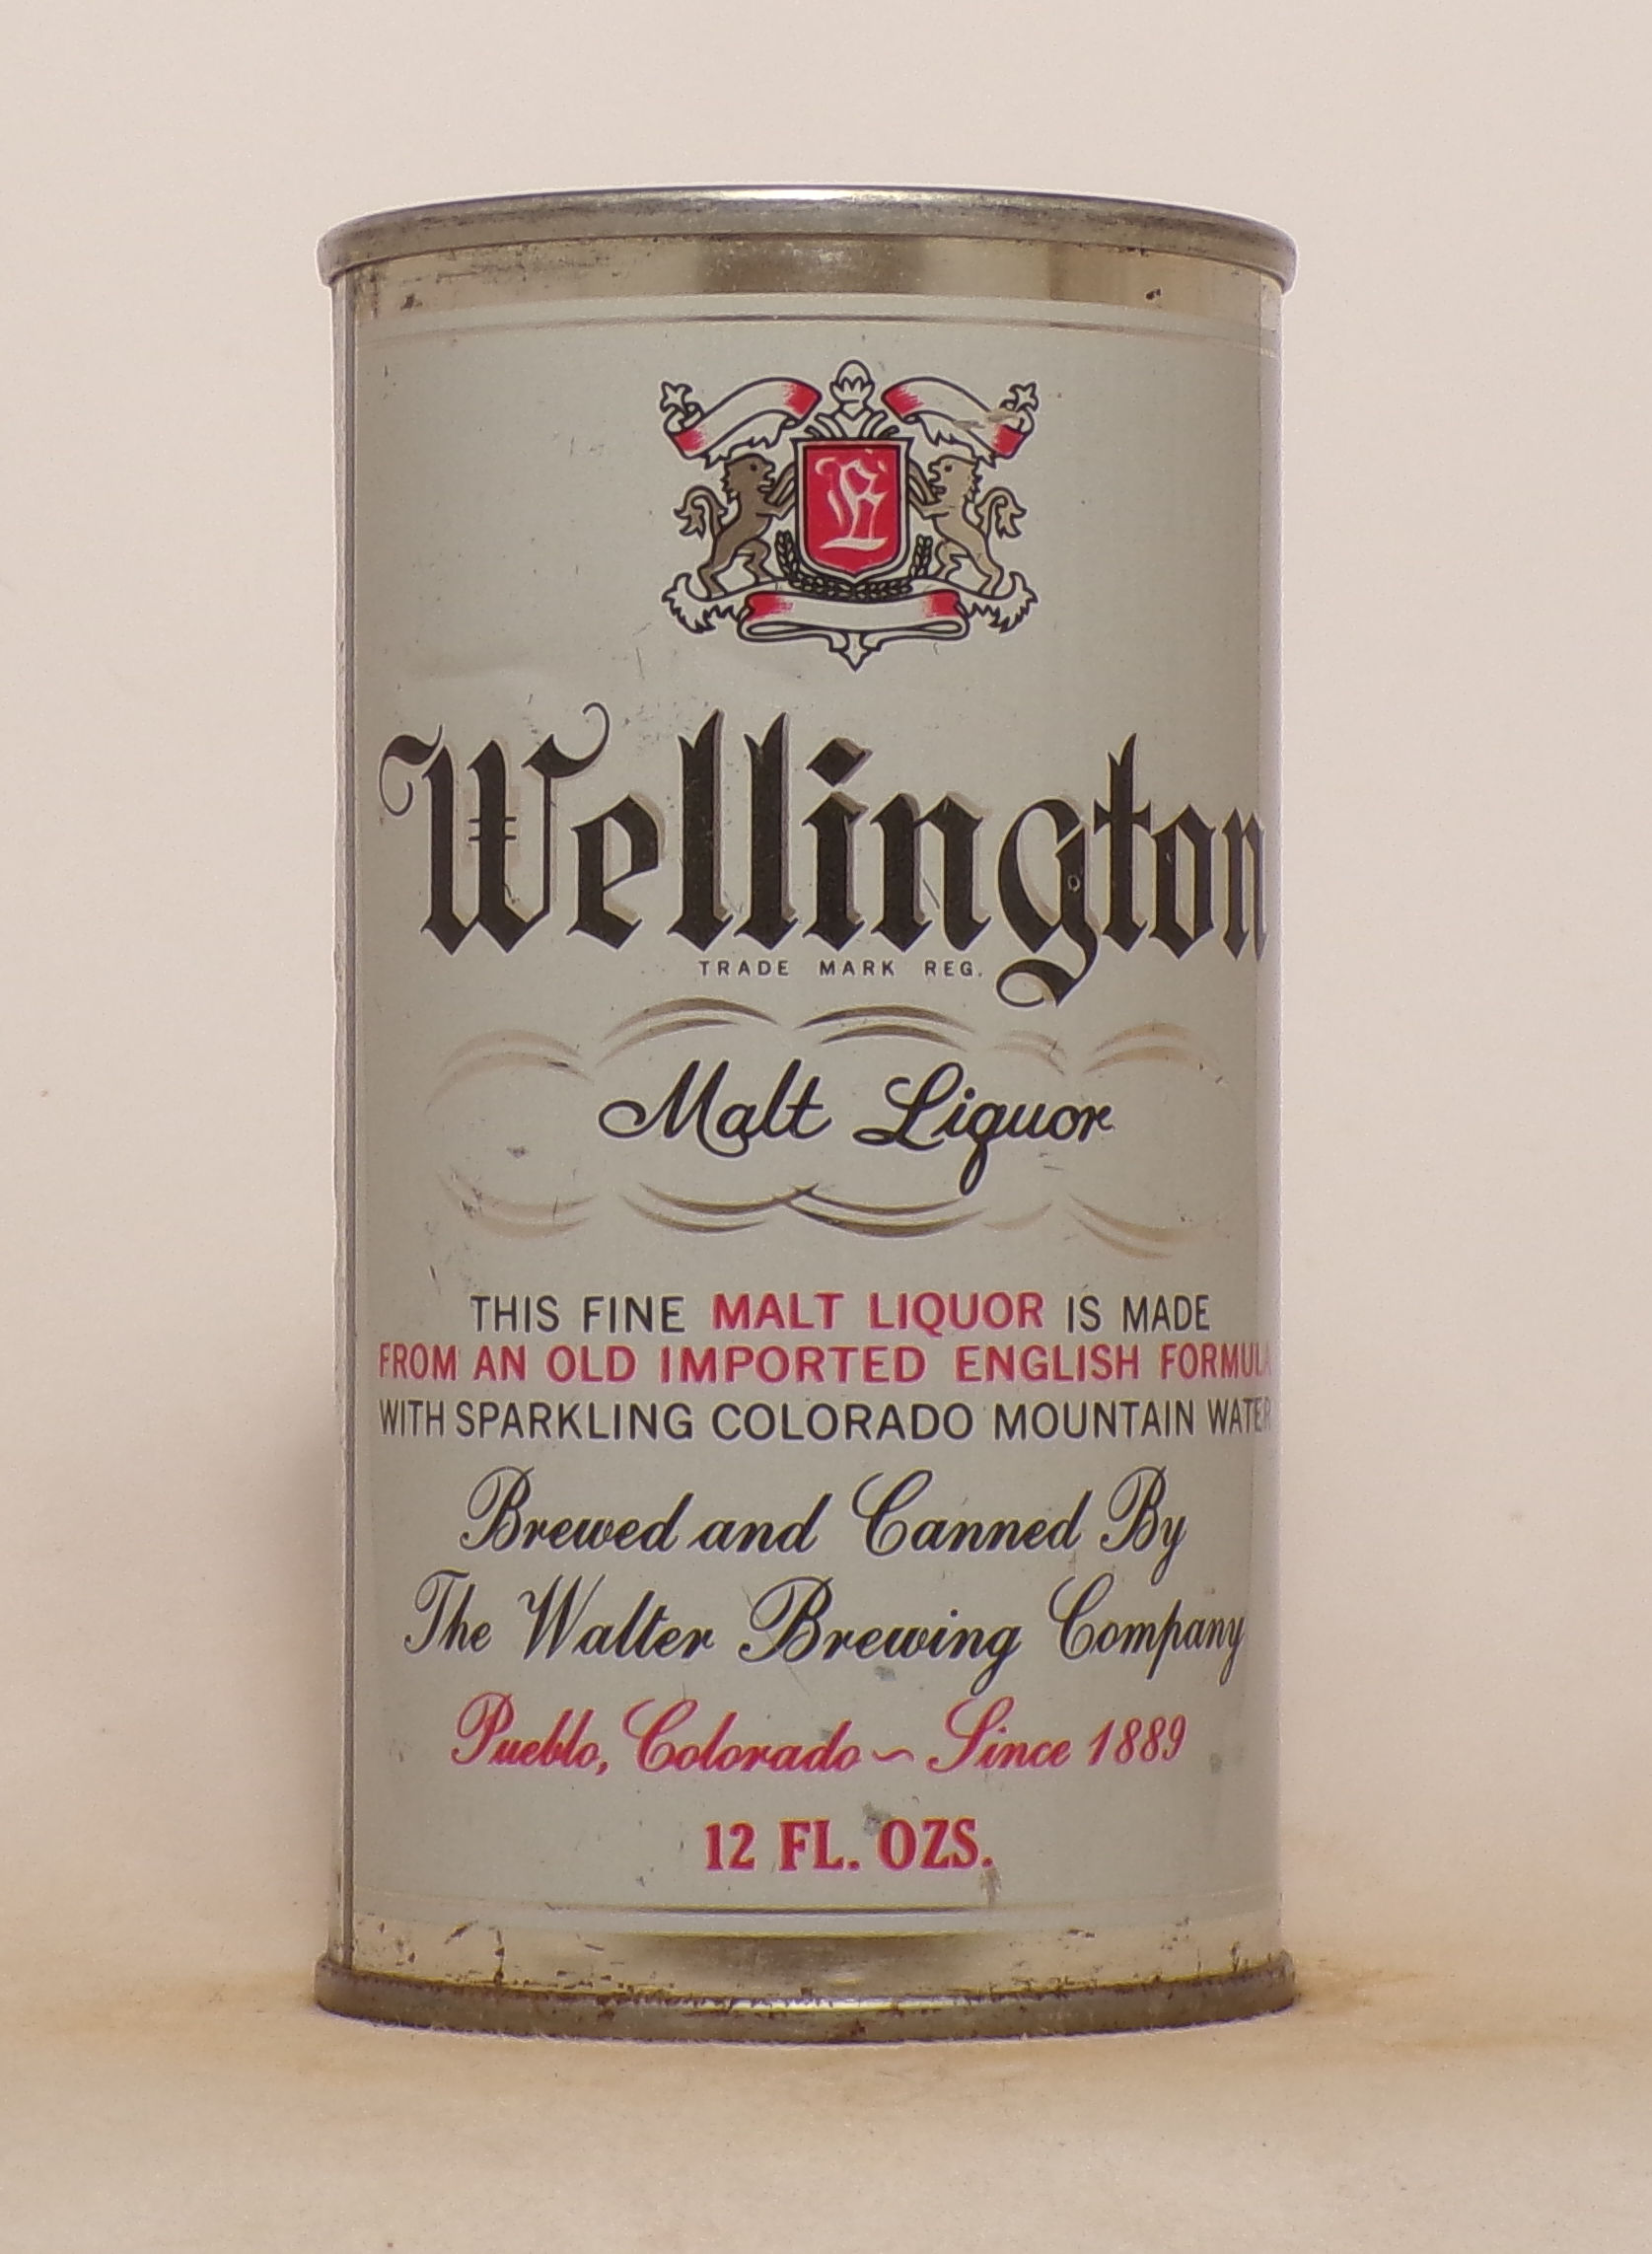 Wellington
TRADE MARK REG.
Malt Liquor
THIS FINE MALT LIQUOR IS MADE
FROM AN OLD IMPORTED ENGLISH FORMULA
WITH SPARKLING COLORADO MOUNTAIN WATER
Brewed and Canned By
The Walter Brewing Company
Pueblo, Colorado ~ Since 1889
12 FL. OZS.